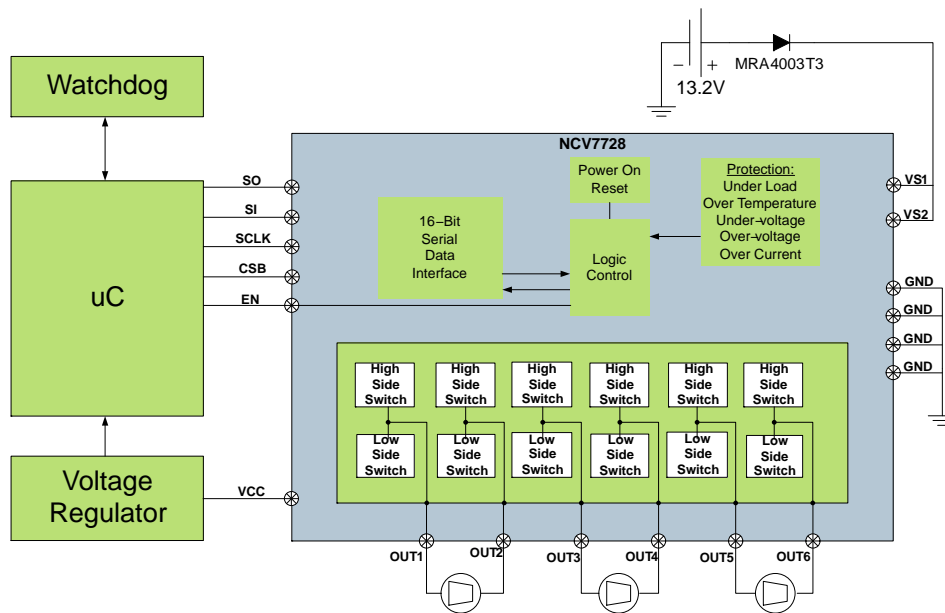 Watchdog
uC
Voltage
Regulator
SO
SI
SCLK
CSB
EN
VCC
−
+
13.2V
MRA4003T3
NCV7728
Power On
Reset
16−Bit
Serial
Data
Interface
Logic
Control
Protection:
Under Load
Over Temperature
Under−voltage
Over−voltage
Over Current
VS1
VS2
GND
GND
GND
GND
High
Side
Switch
High
Side
Switch
High
Side
Switch
High
Side
Switch
High
Side
Switch
High
Side
Switch
Low
Side
Switch
Low
Side
Switch
Low
Side
Switch
Low
Side
Switch
Low
Side
Switch
Low
Side
Switch
OUT1
OUT2
OUT3
OUT4
OUT5
OUT6